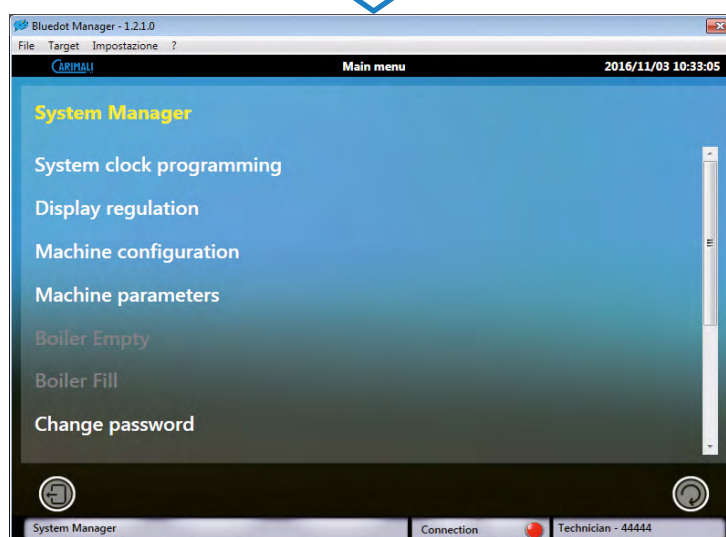 Bluedot Manager - 1.2.1.0
File Target Impostazione ?
CARIMALI Main menu 2016/11/03 10:33:05
System Manager
System clock programming
Display regulation
Machine configuration
Machine parameters
Boiler Empty
Boiler Fill
Change password
System Manager Connection Technician - 44444